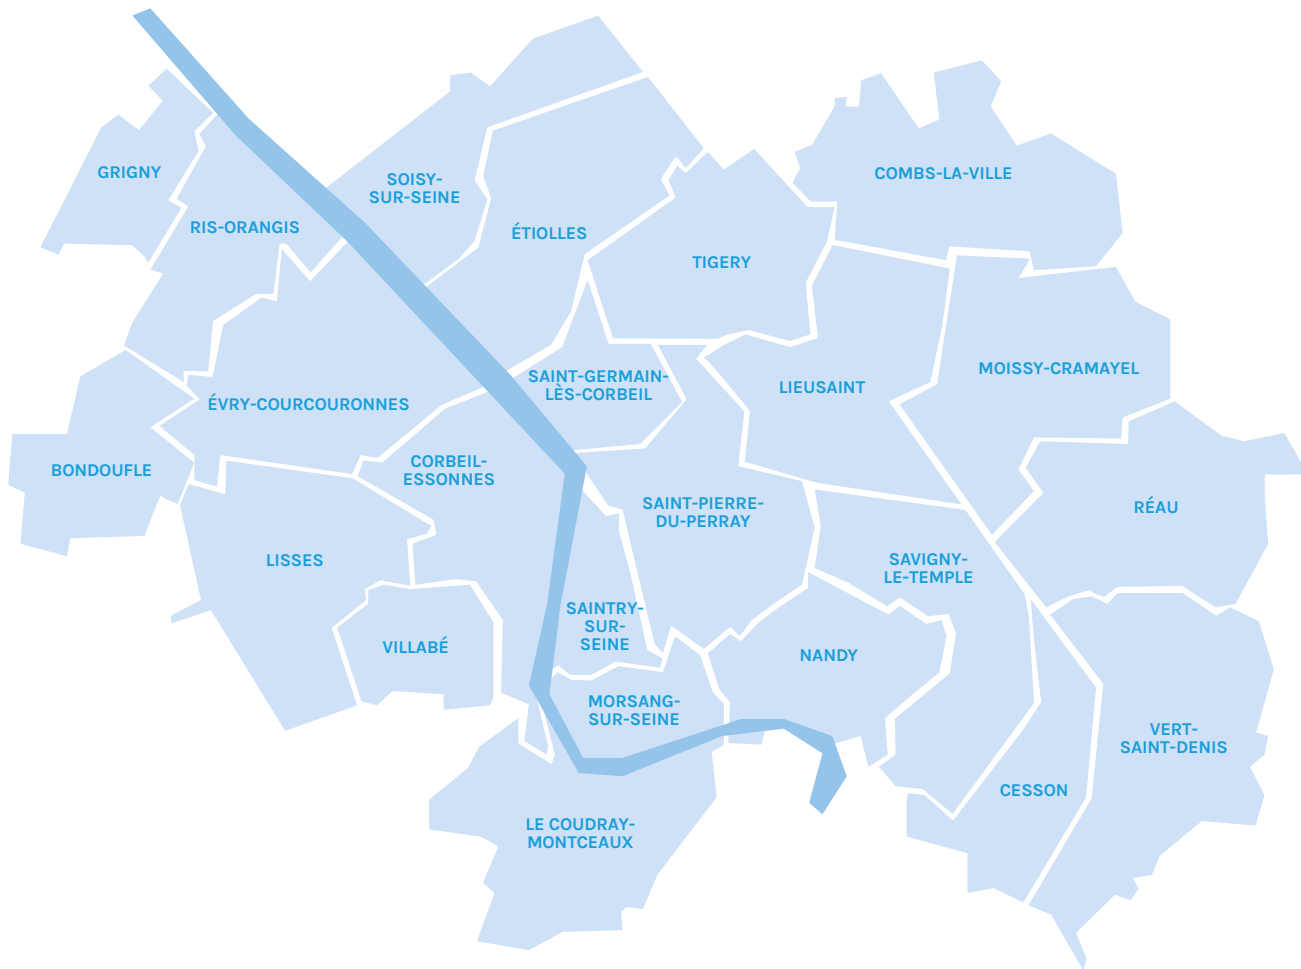 GRIGNY
SOISY-
SUR-SEINE
COMBS-LA-VILLE
RIS-ORANGIS
ÉTIOLLES
TIGERY
MOISSY-CRAMAYEL
SAINT-GERMAIN-
LÈS-CORBEIL
LIEUSAINT
ÉVRY-COURCOURONNES
BONDOUFLE
CORBEIL-
ESSONNES
SAINT-PIERRE-
DU-PERRAY
RÉAU
LISSES
SAVIGNY-
LE-TEMPLE
SAINTRY-
SUR-
SEINE
VILLABÉ
NANDY
MORSANG-
SUR-SEINE
VERT-
SAINT-DENIS
CESSON
LE COUDRAY-
MONTCEAUX